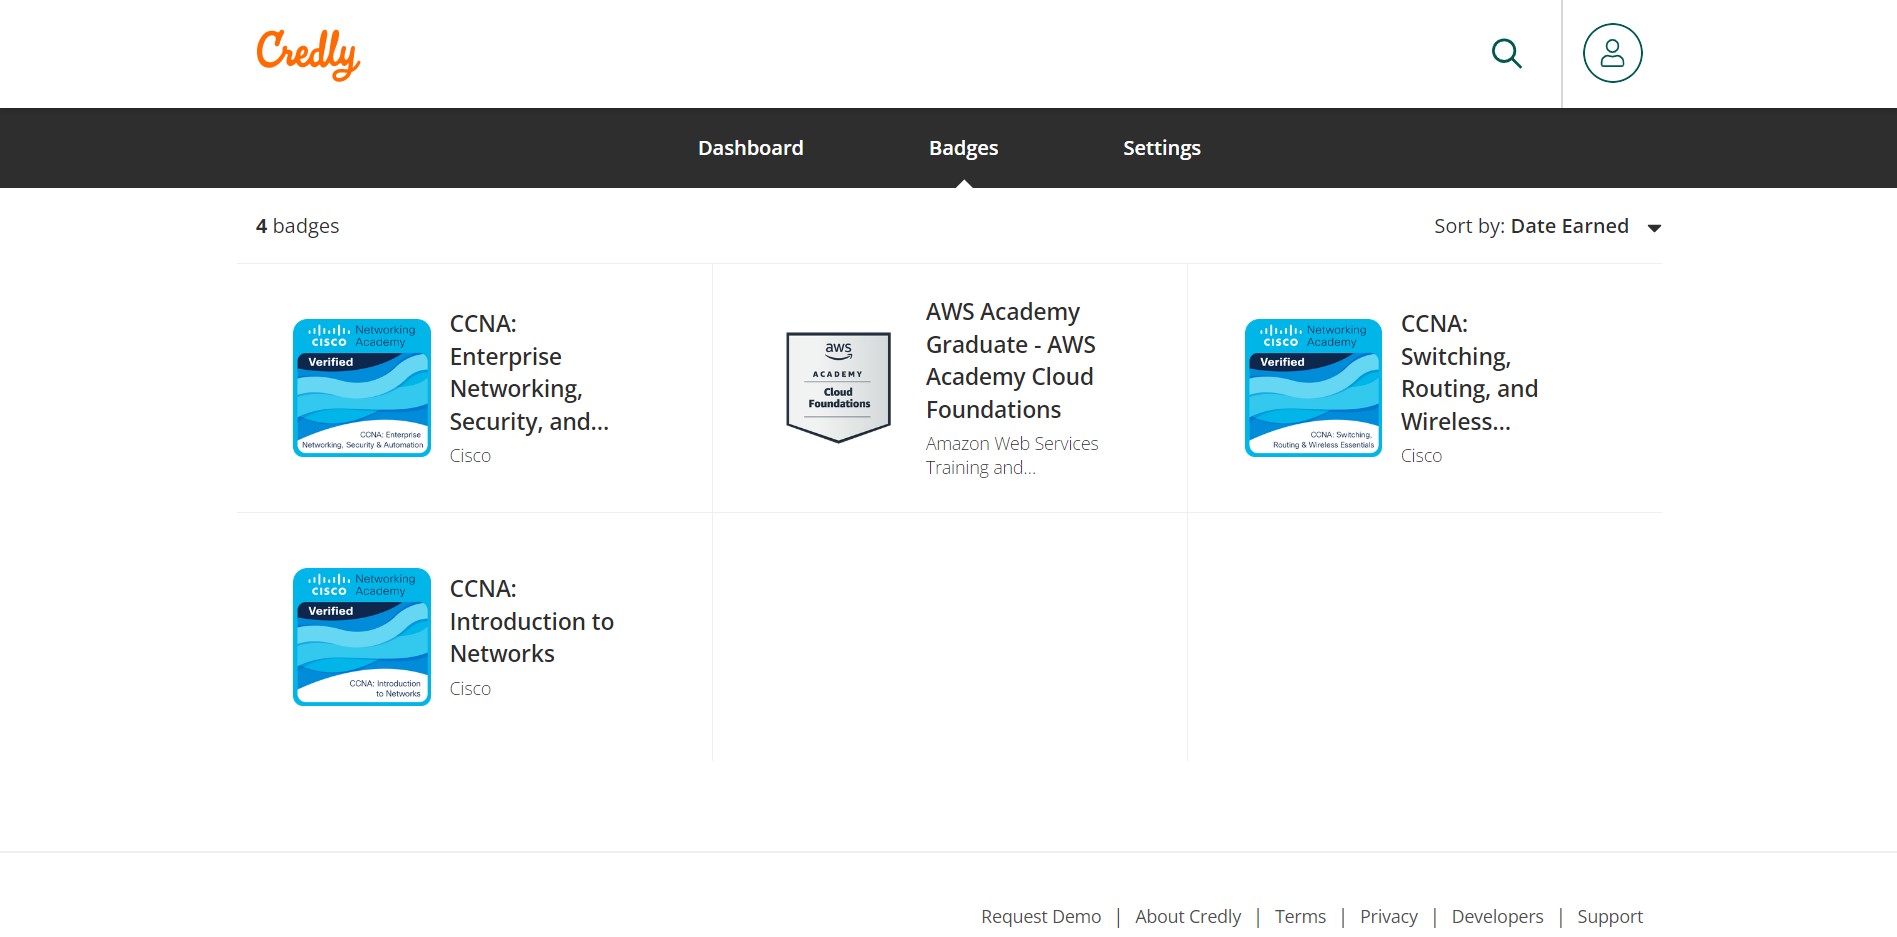 Credly
Dashboard
Badges
Settings
4 badges
Sort by: Date Earned
CISCO
Networking
Academy
Verified
CCNA: Enterprise
Networking, Security & Automation
CCNA:
Enterprise
Networking,
Security, and...
Cisco
aws
ACADEMY
Cloud
Foundations
AWS Academy
Graduate - AWS
Academy Cloud
Foundations
Amazon Web Services
Training and...
CISCO
Networking
Academy
Verified
CCNA: Switching,
Routing & Wireless Essentials
CCNA:
Switching,
Routing, and
Wireless...
Cisco
CISCO
Networking
Academy
Verified
CCNA: Introduction
to Networks
CCNA:
Introduction to
Networks
Cisco
Request Demo | About Credly | Terms | Privacy | Developers | Support